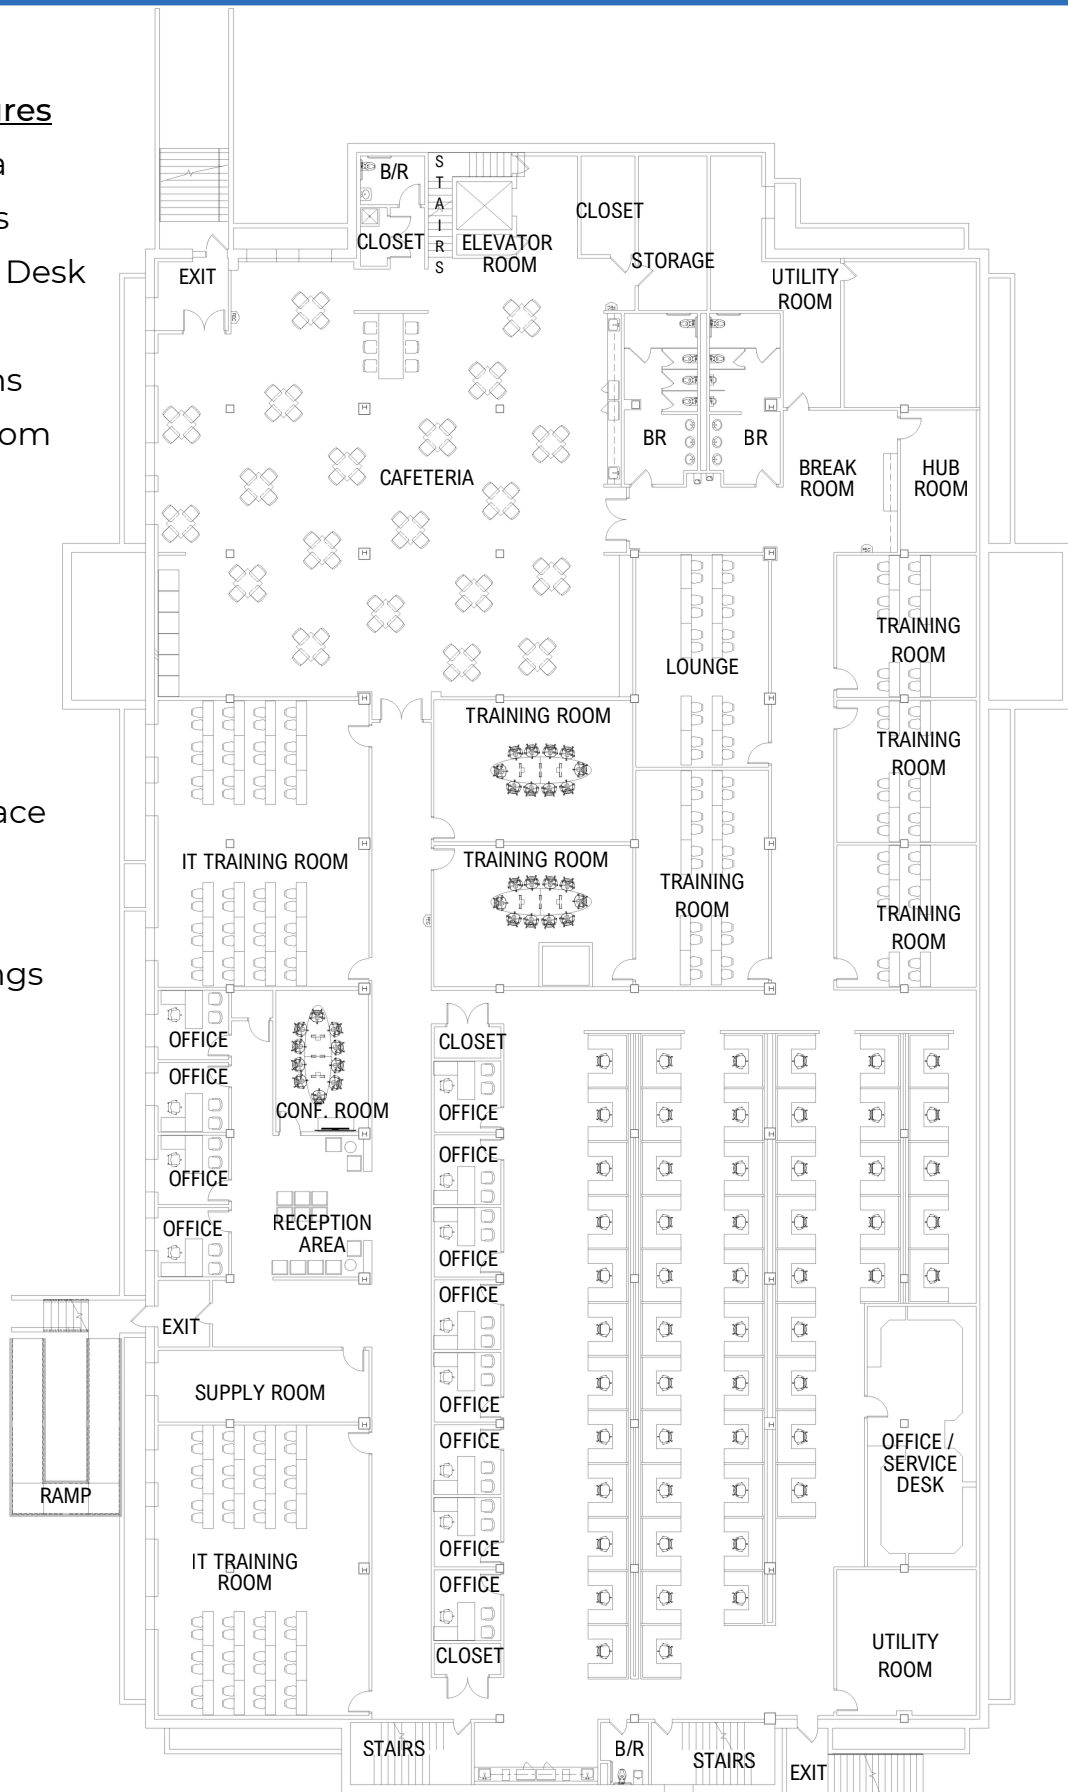 B/R
STAIRS
CLOSET
CLOSET
ELEVATOR
ROOM
STORAGE
EXIT
UTILITY
ROOM
Desk
BR
BR
CAFETERIA
BREAK
ROOM
HUB
ROOM
TRAINING
ROOM
LOUNGE
TRAINING ROOM
TRAINING
ROOM
IT TRAINING ROOM
TRAINING ROOM
TRAINING
ROOM
TRAINING
ROOM
OFFICE
OFFICE
OFFICE
OFFICE
CONF. ROOM
RECEPTION
AREA
CLOSET
OFFICE
OFFICE
OFFICE
OFFICE
OFFICE
OFFICE
OFFICE
OFFICE
CLOSET
EXIT
SUPPLY ROOM
RAMP
IT TRAINING
ROOM
OFFICE /
SERVICE
DESK
UTILITY
ROOM
STAIRS
B/R
STAIRS
EXIT